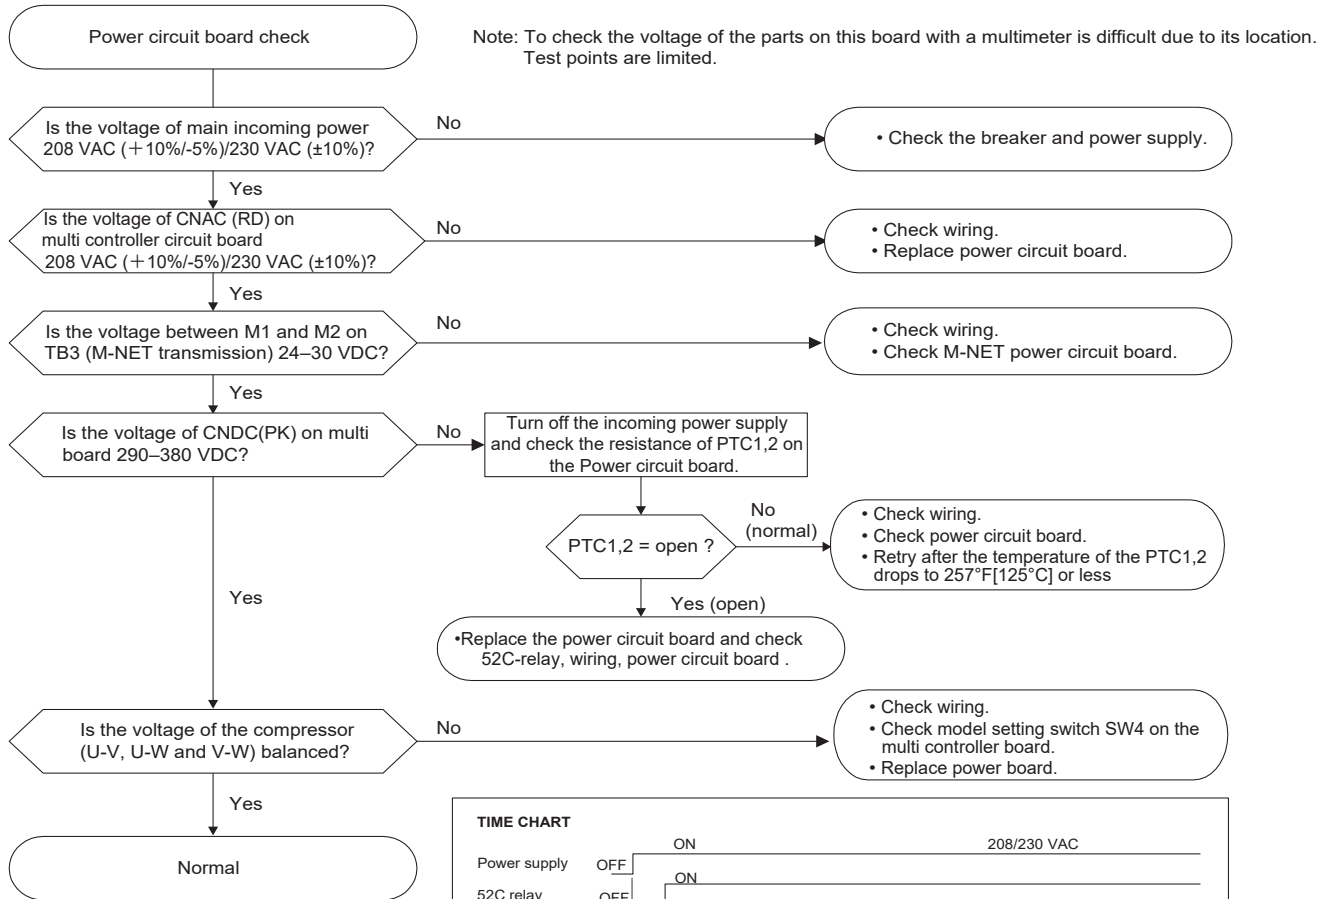 Power circuit board check
Note: To check the voltage of the parts on this board with a multimeter is difficult due to its location.
Test points are limited.
Is the voltage of main incoming power
208 VAC (+10%/-5%)/230 VAC (±10%)?
No
• Check the breaker and power supply.
Yes
Is the voltage of CNAC (RD) on
multi controller circuit board
208 VAC (+10%/-5%)/230 VAC (±10%)?
No
• Check wiring.
• Replace power circuit board.
Yes
Is the voltage between M1 and M2 on
TB3 (M-NET transmission) 24–30 VDC?
No
• Check wiring.
• Check M-NET power circuit board.
Yes
Is the voltage of CNDC(PK) on multi
board 290–380 VDC?
No
Turn off the incoming power supply
and check the resistance of PTC1,2 on
the Power circuit board.
PTC1,2 = open ?
No
(normal)
• Check wiring.
• Check power circuit board.
• Retry after the temperature of the PTC1,2
drops to 257°F[125°C] or less
Yes (open)
•Replace the power circuit board and check
52C-relay, wiring, power circuit board .
Yes
Is the voltage of the compressor
(U-V, U-W and V-W) balanced?
No
• Check wiring.
• Check model setting switch SW4 on the
multi controller board.
• Replace power board.
Yes
Normal
TIME CHART
ON
208/230 VAC
Power supply
OFF
ON
52C relay
OFF